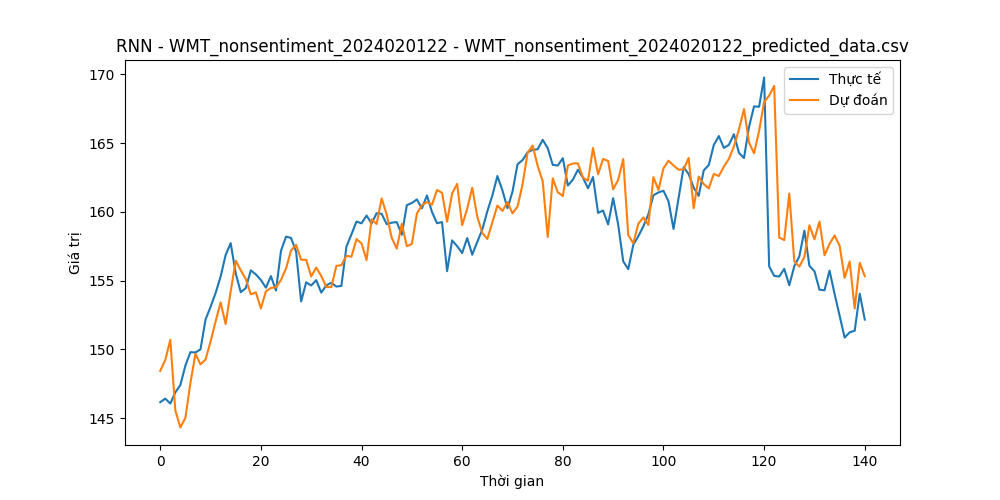 RNN - WMT_nonsentiment_2024020122 - WMT_nonsentiment_2024020122_predicted_data.csv
Thực tế
Dự đoán
Giá trị
170
165
160
155
150
145
0 20 40 60 80 100 120 140
Thời gian